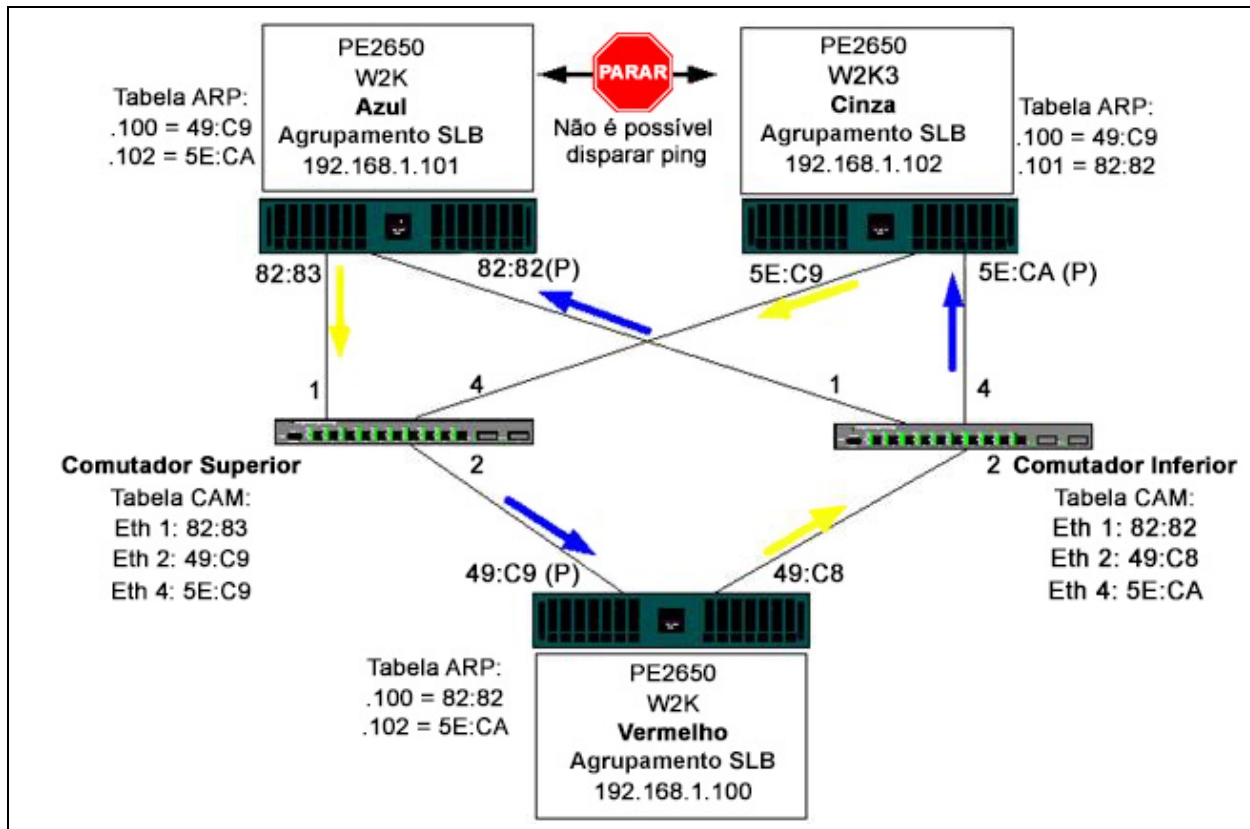 PE2650
W2K
Azul
Agrupamento SLB
192.168.1.101
Tabela ARP:
.100 = 49:C9
.102 = 5E:CA
PARAR
Não é possível
disparar ping
PE2650
W2K3
Cinza
Agrupamento SLB
192.168.1.102
Tabela ARP:
.100 = 49:C9
.101 = 82:82
82:83
82:82(P)
5E:C9
5E:CA (P)
1
4
1
4
2
2
Comutador Superior
Tabela CAM:
Eth 1: 82:83
Eth 2: 49:C9
Eth 4: 5E:C9
Comutador Inferior
Tabela CAM:
Eth 1: 82:82
Eth 2: 49:C8
Eth 4: 5E:CA
49:C9 (P)
49:C8
Tabela ARP:
.100 = 82:82
.102 = 5E:CA
PE2650
W2K
Vermelho
Agrupamento SLB
192.168.1.100